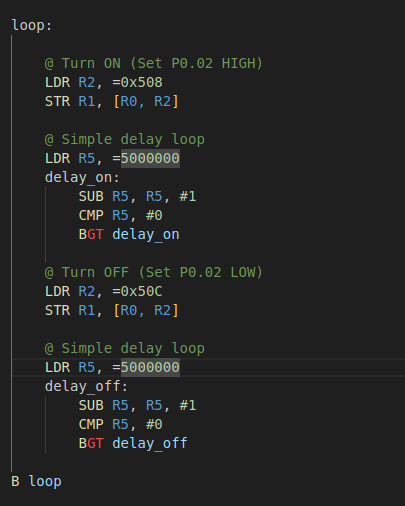 loop:
@ Turn ON (Set P0.02 HIGH)
LDR R2, =0x508
STR R1, [R0, R2]
@ Simple delay loop
LDR R5, =5000000
delay_on:
SUB R5, R5, #1
CMP R5, #0
BGT delay_on
@ Turn OFF (Set P0.02 LOW)
LDR R2, =0x50C
STR R1, [R0, R2]
@ Simple delay loop
LDR R5, =5000000
delay_off:
SUB R5, R5, #1
CMP R5, #0
BGT delay_off
B loop